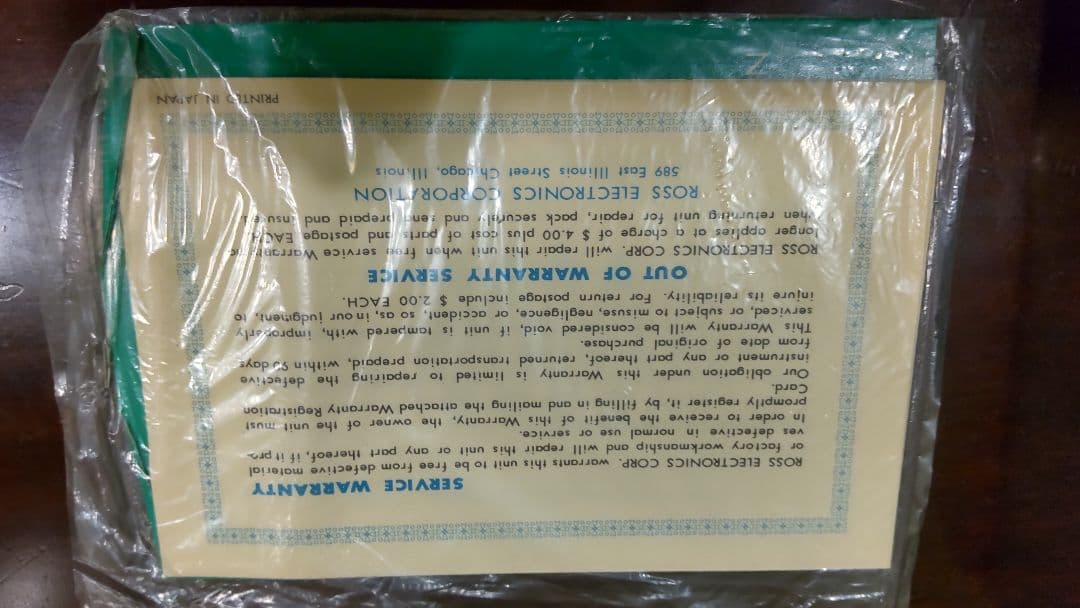 SERVICE WARRANTY
ROSS ELECTRONICS CORP. warrants this unit to be free from defective material
or factory workmanship and will repair this unit or any part thereof, if it pro-
ves defective in normal use or service.
In order to receive the benefit of this Warranty, the owner of the unit must
promptly register it, by filling in and mailing the attached Warranty Registration
Card.
Our obligation under this Warranty is limited to repairing the defective
instrument or any part thereof, returned transportation prepaid, within 90 days
from date of original purchase.
This Warranty will be considered void, if unit is tampered with, improperly
serviced, or subject to misuse, negligence, or accident, so as, in our judgment, to
injure its reliability. For return postage include $ 2.00 EACH.
OUT OF WARRANTY SERVICE
ROSS ELECTRONICS CORP. will repair this unit when free service Warranty no
longer applies at a charge of $ 4.00 plus cost of parts and postage EACH.
when returning unit for repair, pack securely and send prepaid and insured.
ROSS ELECTRONICS CORPORATION
589 East Illinois Street Chicago, Illinois
PRINTED IN JAPAN